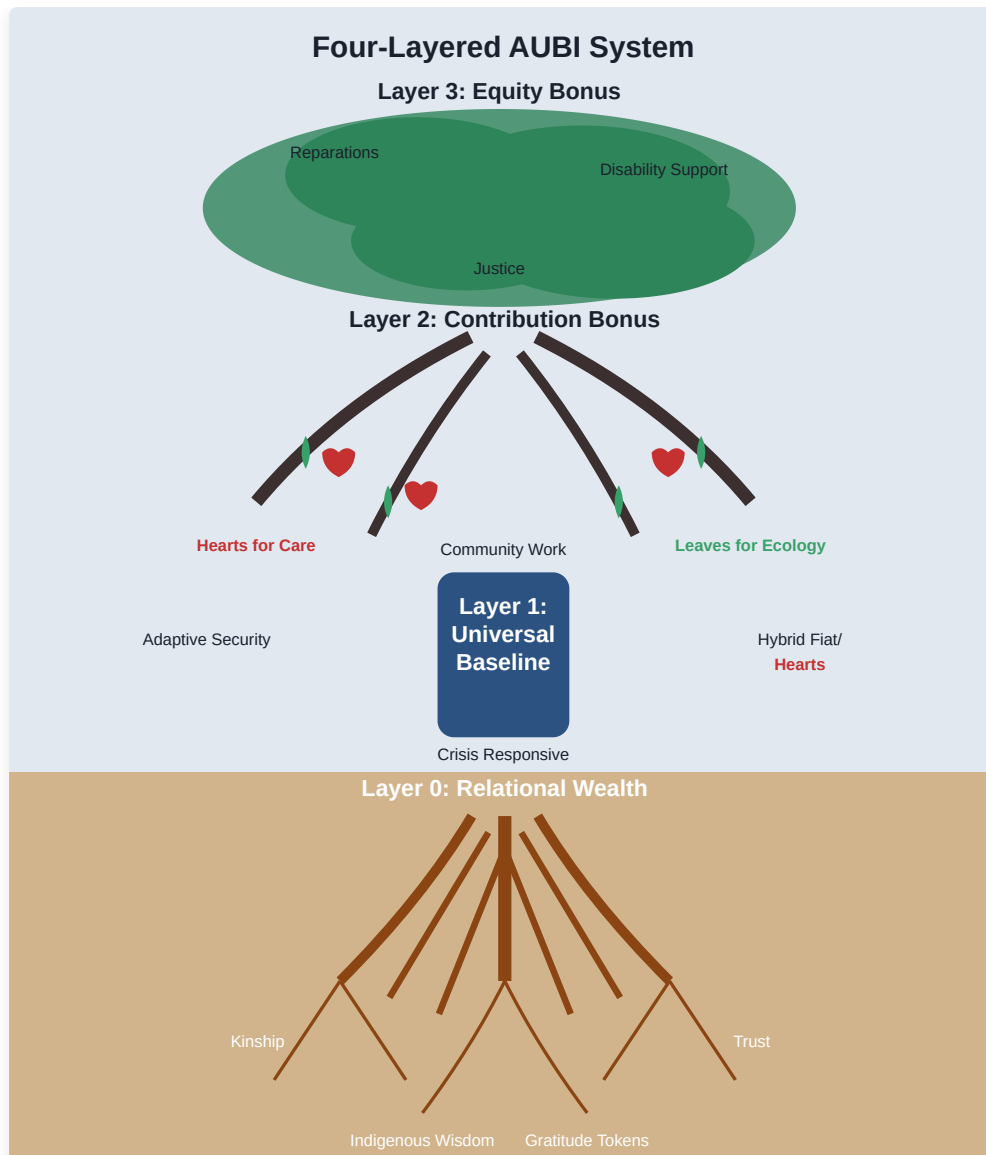 Four-Layered AUBI System
Layer 3: Equity Bonus
Reparations
Disability Support
Justice
Layer 2: Contribution Bonus
Hearts for Care
Community Work
Leaves for Ecology
Layer 1:
Universal
Baseline
Adaptive Security
Hybrid Fiat/
Hearts
Crisis Responsive
Layer 0: Relational Wealth
Kinship
Trust
Indigenous Wisdom
Gratitude Tokens